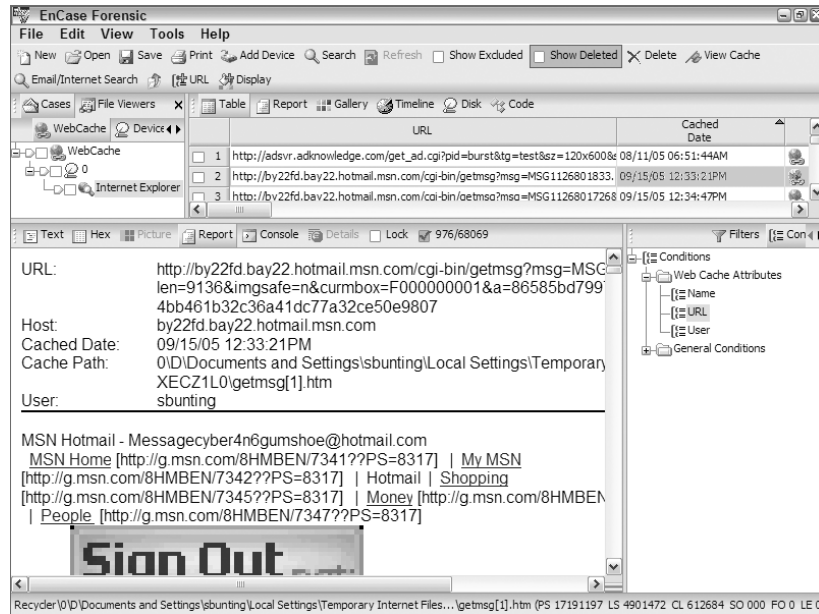 EnCase Forensic
File Edit View Tools Help
New Open Save Print Add Device Search Refresh Show Excluded Show Deleted Delete View Cache
Email/Internet Search URL Display
Cases File Viewers x Table Report Gallery Timeline Disk Code
WebCache Device
URL Cached Date
WebCache
0
Internet Explorer
1 http://adsvr.adknowledge.com/get_ad.cgi?pid=burst&tg=test&sz=120x600& 08/11/05 06:51:44AM
2 http://by22fd.bay22.hotmail.msn.com/cgi-bin/getmsg?msg=MSG1126801833. 09/15/05 12:33:21PM
3 http://by22fd.bay22.hotmail.msn.com/cgi-bin/getmsg?msg=MSG11268017268 09/15/05 12:34:47PM
Text Hex Picture Report Console Details Lock 976/68069
Filters Con
URL: http://by22fd.bay22.hotmail.msn.com/cgi-bin/getmsg?msg=MSG
len=9136&imgsafe=n&curmbox=F000000001&a=86585bd799
4bb461b32c36a41dc77a32ce50e9807
Host: by22fd.bay22.hotmail.msn.com
Cached Date: 09/15/05 12:33:21PM
Cache Path: 0\D\Documents and Settings\sbunting\Local Settings\Temporary
XECZ1L0\getmsg[1].htm
User: sbunting
MSN Hotmail - Messagecyber4n6gumshoe@hotmail.com
MSN Home [http://g.msn.com/8HMBEN/7341??PS=8317] | My MSN
[http://g.msn.com/8HMBEN/7342??PS=8317] | Hotmail | Shopping
[http://g.msn.com/8HMBEN/7345??PS=8317] | Money [http://g.msn.com/8HMBEN
| People [http://g.msn.com/8HMBEN/7347??PS=8317]
Sign Out
Conditions
Web Cache Attributes
Name
URL
User
General Conditions
Recycler\0\D\Documents and Settings\sbunting\Local Settings\Temporary Internet Files...\getmsg[1].htm (PS 17191197 LS 4901472 CL 612684 SO 000 FO 0 LE